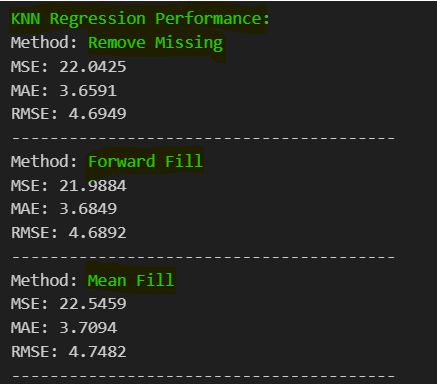 KNN Regression Performance:
Method: Remove Missing
MSE: 22.0425
MAE: 3.6591
RMSE: 4.6949
----------------------------------------
Method: Forward Fill
MSE: 21.9884
MAE: 3.6849
RMSE: 4.6892
----------------------------------------
Method: Mean Fill
MSE: 22.5459
MAE: 3.7094
RMSE: 4.7482
----------------------------------------